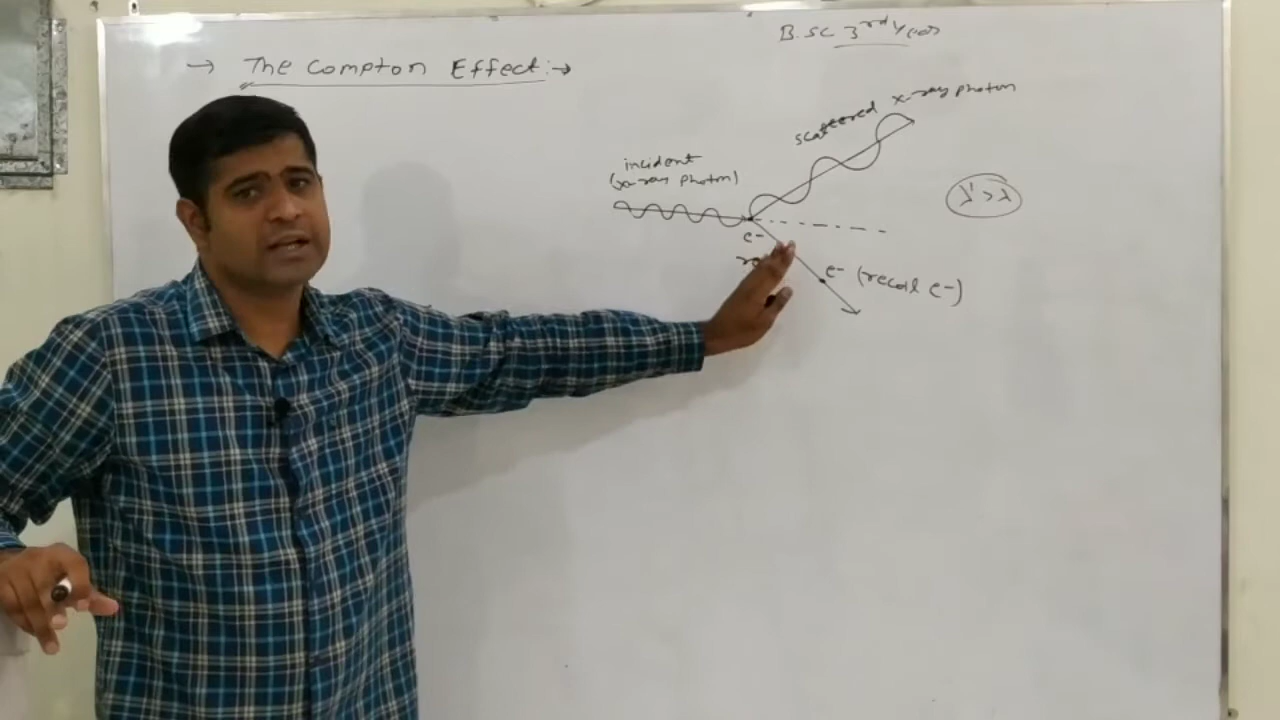 B.SC 3rd Year
→ The Compton Effect:→
scattered x-ray photon
incident
(x-ray photon)
λ' > λ
e-
e- (recoil e-)